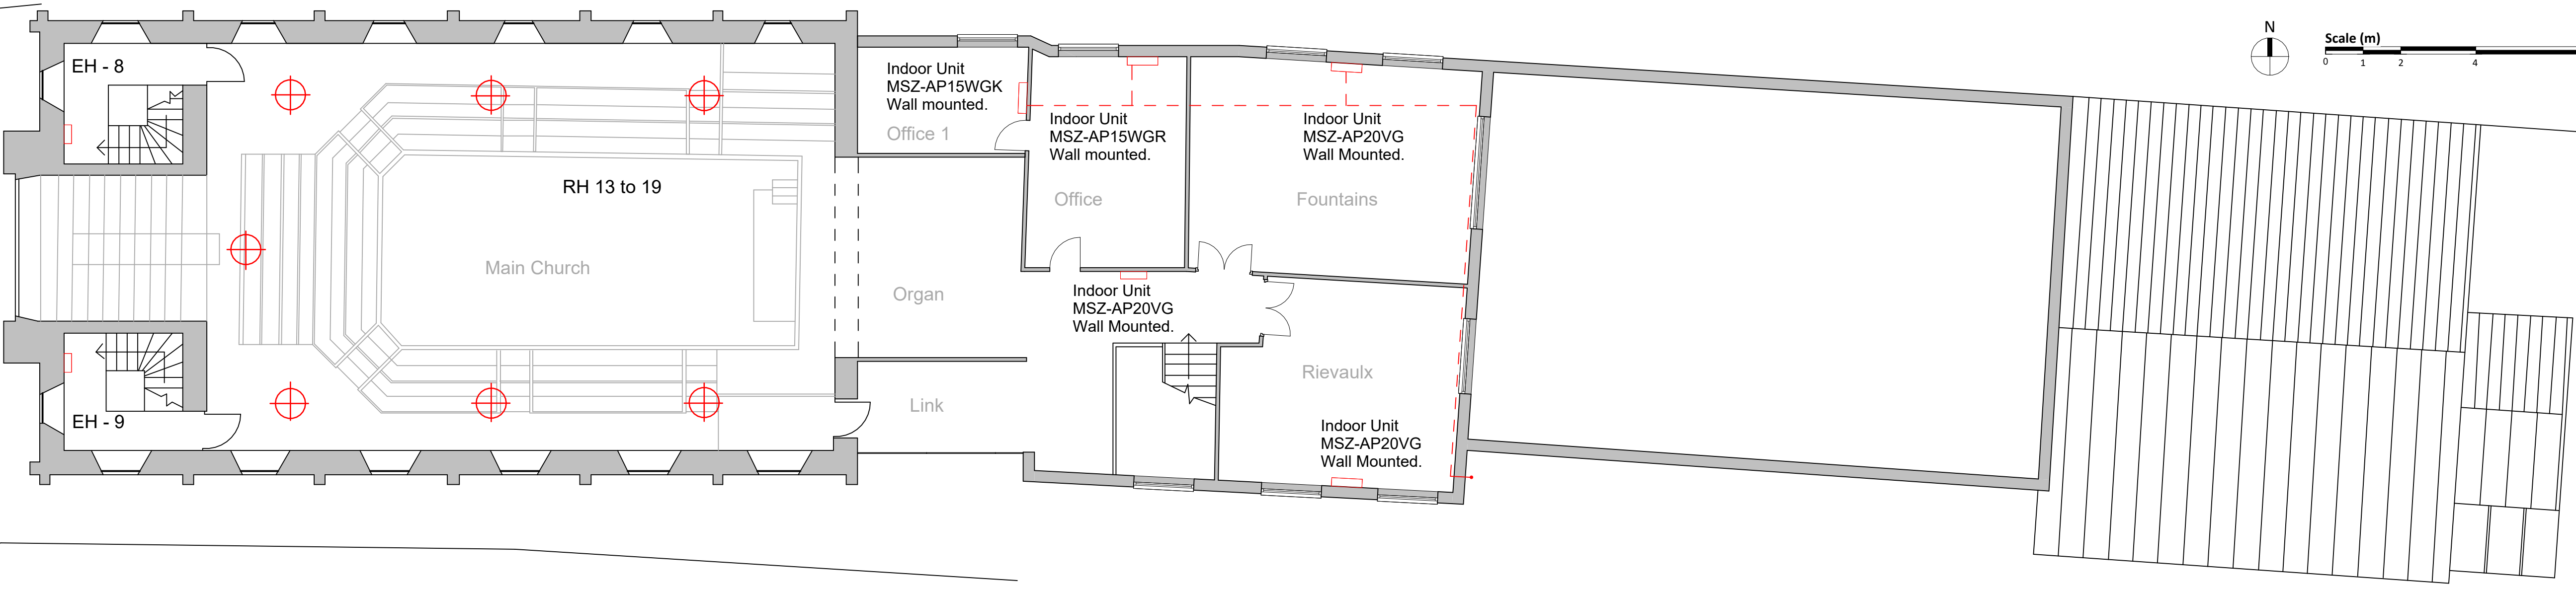 EH - 8
RH 13 to 19
Main Church
EH - 9
Indoor Unit
MSZ-AP15WGK
Wall mounted.
Office 1
Organ
Link
Indoor Unit
MSZ-AP15WGR
Wall mounted.
Office
Indoor Unit
MSZ-AP20VG
Wall Mounted.
Fountains
Indoor Unit
MSZ-AP20VG
Wall Mounted.
Rievaulx
Indoor Unit
MSZ-AP20VG
Wall Mounted.
N
Scale (m)
0 1 2 4